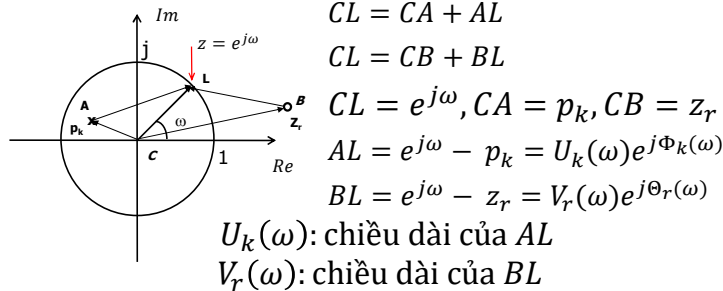 Im
j
z = e^{jω}
L
A
B
p_k
Z_r
ω
C
1
Re
CL = CA + AL
CL = CB + BL
CL = e^{jω}, CA = p_k, CB = z_r
AL = e^{jω} − p_k = U_k(ω)e^{jΦ_k(ω)}
BL = e^{jω} − z_r = V_r(ω)e^{jΘ_r(ω)}
U_k(ω): chiều dài của AL
V_r(ω): chiều dài của BL